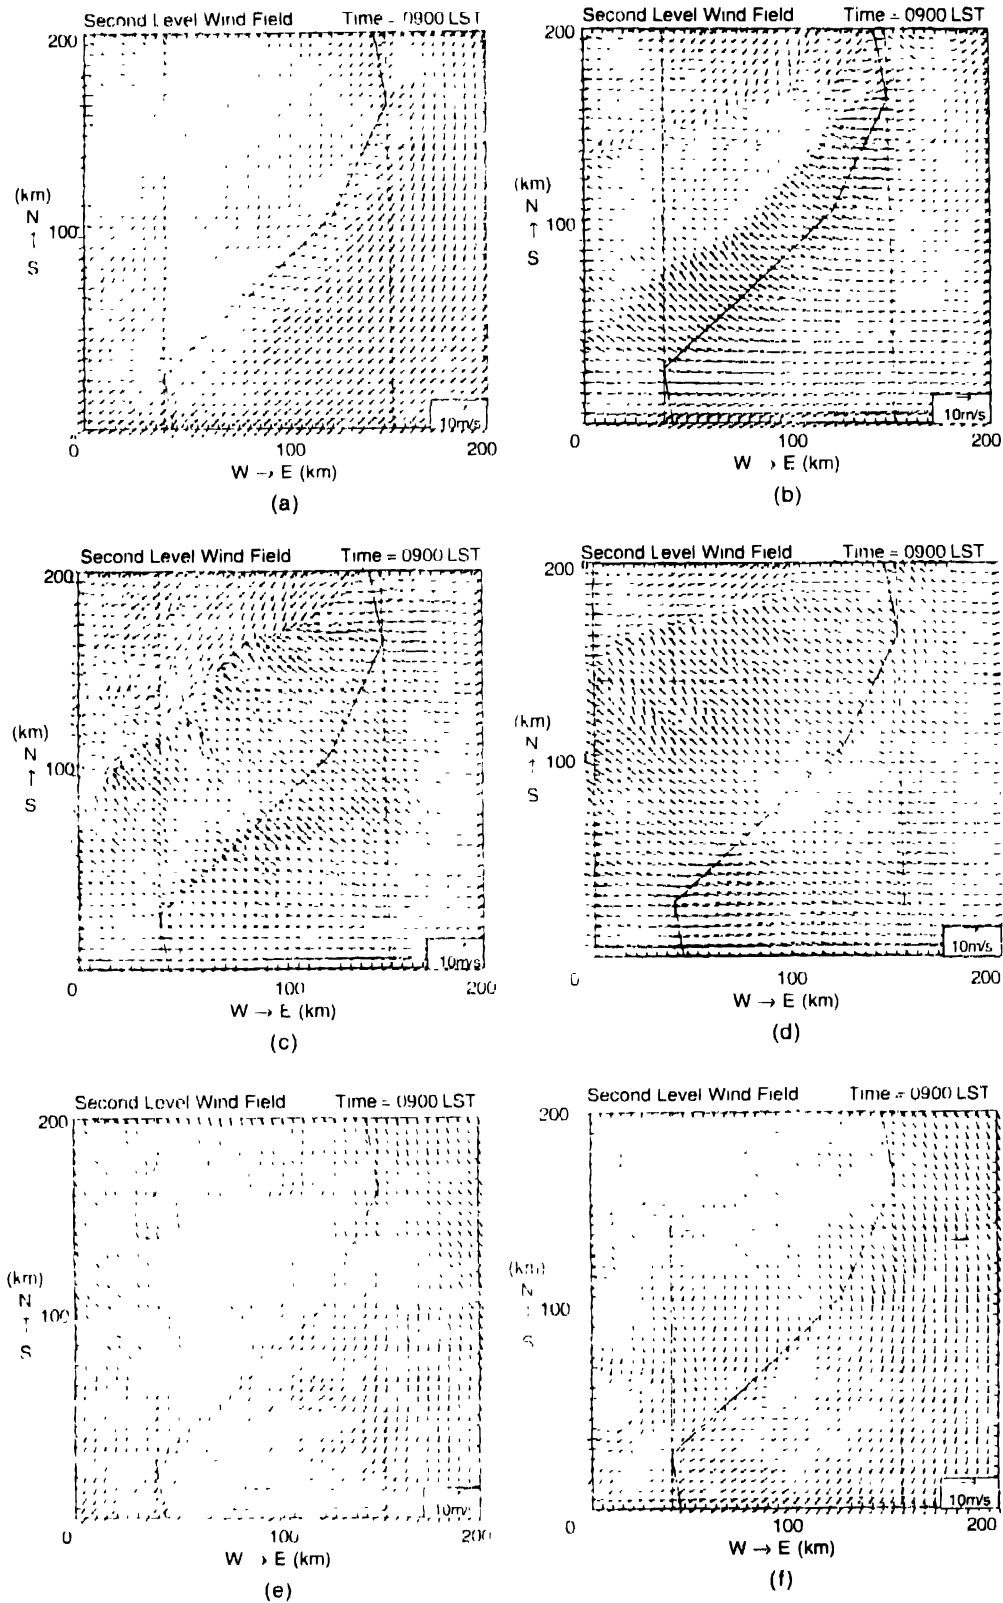 Second Level Wind Field Time = 0900 LST
200
(km)
N
↑
S
100
10m/s
0 100 200
W → E (km)
(a)
Second Level Wind Field Time = 0900 LST
200
(km)
N
↑
S
100
10m/s
0 100 200
W → E (km)
(b)
Second Level Wind Field Time = 0900 LST
200
(km)
N
↑
S
100
10m/s
0 100 200
W → E (km)
(c)
Second Level Wind Field Time = 0900 LST
200
(km)
N
↑
S
100
10m/s
0 100 200
W → E (km)
(d)
Second Level Wind Field Time = 0900 LST
200
(km)
N
↑
S
100
10m/s
0 100 200
W → E (km)
(e)
Second Level Wind Field Time = 0900 LST
200
(km)
N
S
100
10m/s
0 100 200
W → E (km)
(f)